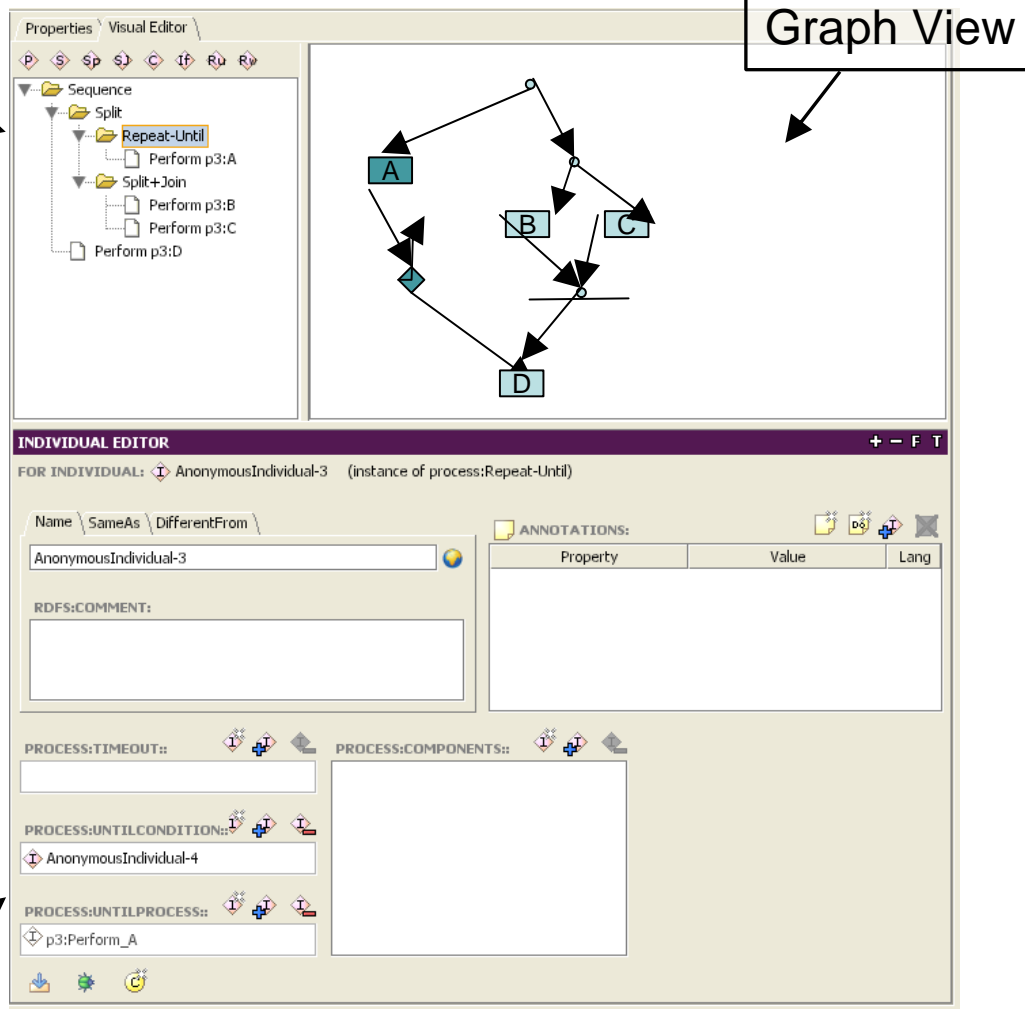 Graph View
Properties Visual Editor
P S Sp SJ C If Ru Rw
Sequence
Split
Repeat-Until
Perform p3:A
Split+Join
Perform p3:B
Perform p3:C
Perform p3:D
A
B C
D
INDIVIDUAL EDITOR + − F T
FOR INDIVIDUAL: I AnonymousIndividual-3 (instance of process:Repeat-Until)
Name SameAs DifferentFrom
ANNOTATIONS:
AnonymousIndividual-3
Property Value Lang
RDFS:COMMENT:
PROCESS:TIMEOUT::
PROCESS:COMPONENTS::
PROCESS:UNTILCONDITION::
I AnonymousIndividual-4
PROCESS:UNTILPROCESS::
I p3:Perform_A
C